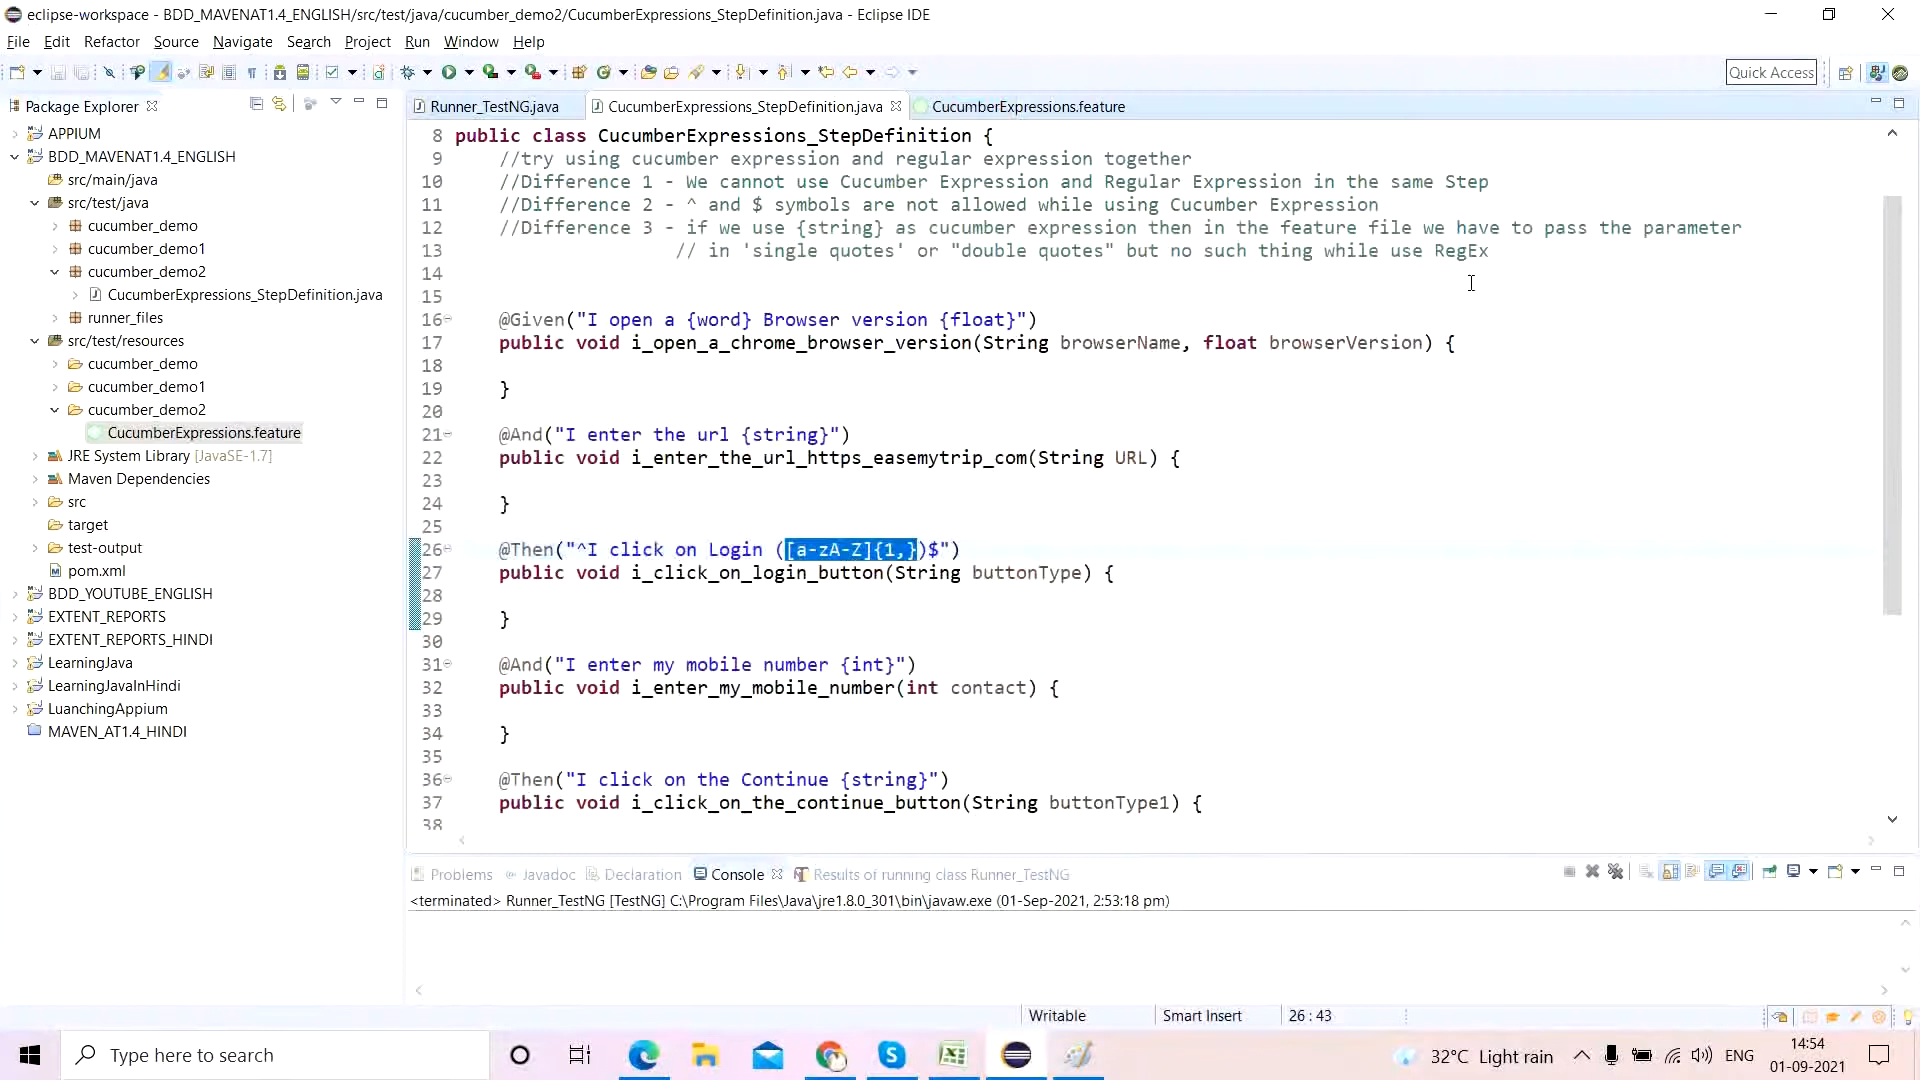 eclipse-workspace - BDD_MAVENAT1.4_ENGLISH/src/test/java/cucumber_demo2/CucumberExpressions_StepDefinition.java - Eclipse IDE
File Edit Refactor Source Navigate Search Project Run Window Help
Quick Access
Package Explorer
APPIUM
BDD_MAVENAT1.4_ENGLISH
src/main/java
src/test/java
cucumber_demo
cucumber_demo1
cucumber_demo2
CucumberExpressions_StepDefinition.java
runner_files
src/test/resources
cucumber_demo
cucumber_demo1
cucumber_demo2
CucumberExpressions.feature
JRE System Library [JavaSE-1.7]
Maven Dependencies
src
target
test-output
pom.xml
BDD_YOUTUBE_ENGLISH
EXTENT_REPORTS
EXTENT_REPORTS_HINDI
LearningJava
LearningJavaInHindi
LuanchingAppium
MAVEN_AT1.4_HINDI
Runner_TestNG.java CucumberExpressions_StepDefinition.java CucumberExpressions.feature
8 public class CucumberExpressions_StepDefinition {
9 //try using cucumber expression and regular expression together
10 //Difference 1 - We cannot use Cucumber Expression and Regular Expression in the same Step
11 //Difference 2 - ^ and $ symbols are not allowed while using Cucumber Expression
12 //Difference 3 - if we use {string} as cucumber expression then in the feature file we have to pass the parameter
13 // in 'single quotes' or "double quotes" but no such thing while use RegEx
14
15
16 @Given("I open a {word} Browser version {float}")
17 public void i_open_a_chrome_browser_version(String browserName, float browserVersion) {
18
19 }
20
21 @And("I enter the url {string}")
22 public void i_enter_the_url_https_easemytrip_com(String URL) {
23
24 }
25
26 @Then("^I click on Login ([a-zA-Z]{1,})$")
27 public void i_click_on_login_button(String buttonType) {
28
29 }
30
31 @And("I enter my mobile number {int}")
32 public void i_enter_my_mobile_number(int contact) {
33
34 }
35
36 @Then("I click on the Continue {string}")
37 public void i_click_on_the_continue_button(String buttonType1) {
38
Problems Javadoc Declaration Console Results of running class Runner_TestNG
<terminated> Runner_TestNG [TestNG] C:\Program Files\Java\jre1.8.0_301\bin\javaw.exe (01-Sep-2021, 2:53:18 pm)
Writable Smart Insert 26 : 43
Type here to search
32°C Light rain ENG
14:54
01-09-2021